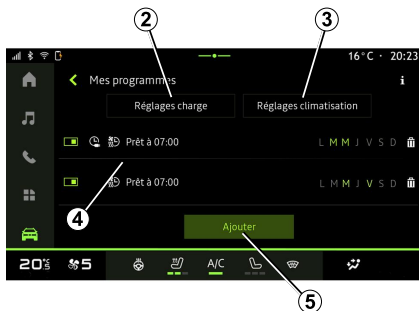 2
3
16°C · 20:23
Mes programmes
i
Réglages charge
Réglages climatisation
Prêt à 07:00
L M M J V S D
Prêt à 07:00
L M M J V S D
4
Ajouter
20
5
A/C
5